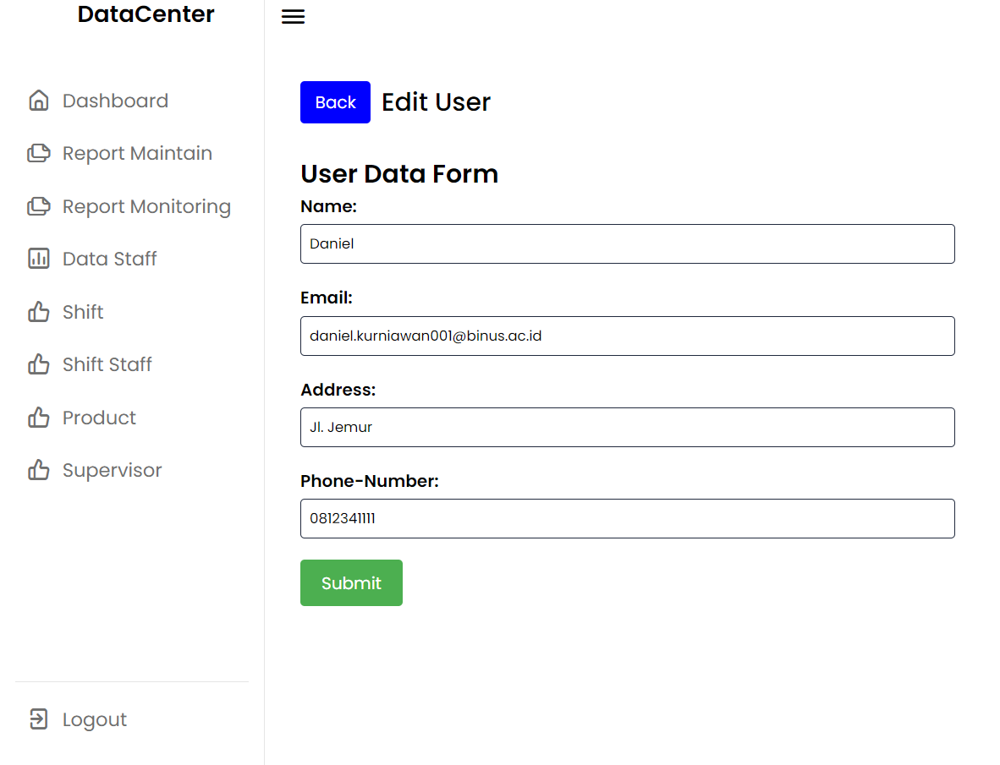 DataCenter
Dashboard
Report Maintain
Report Monitoring
Data Staff
Shift
Shift Staff
Product
Supervisor
Logout
Back
Edit User
User Data Form
Name:
Daniel
Email:
daniel.kurniawan001@binus.ac.id
Address:
Jl. Jemur
Phone-Number:
0812341111
Submit